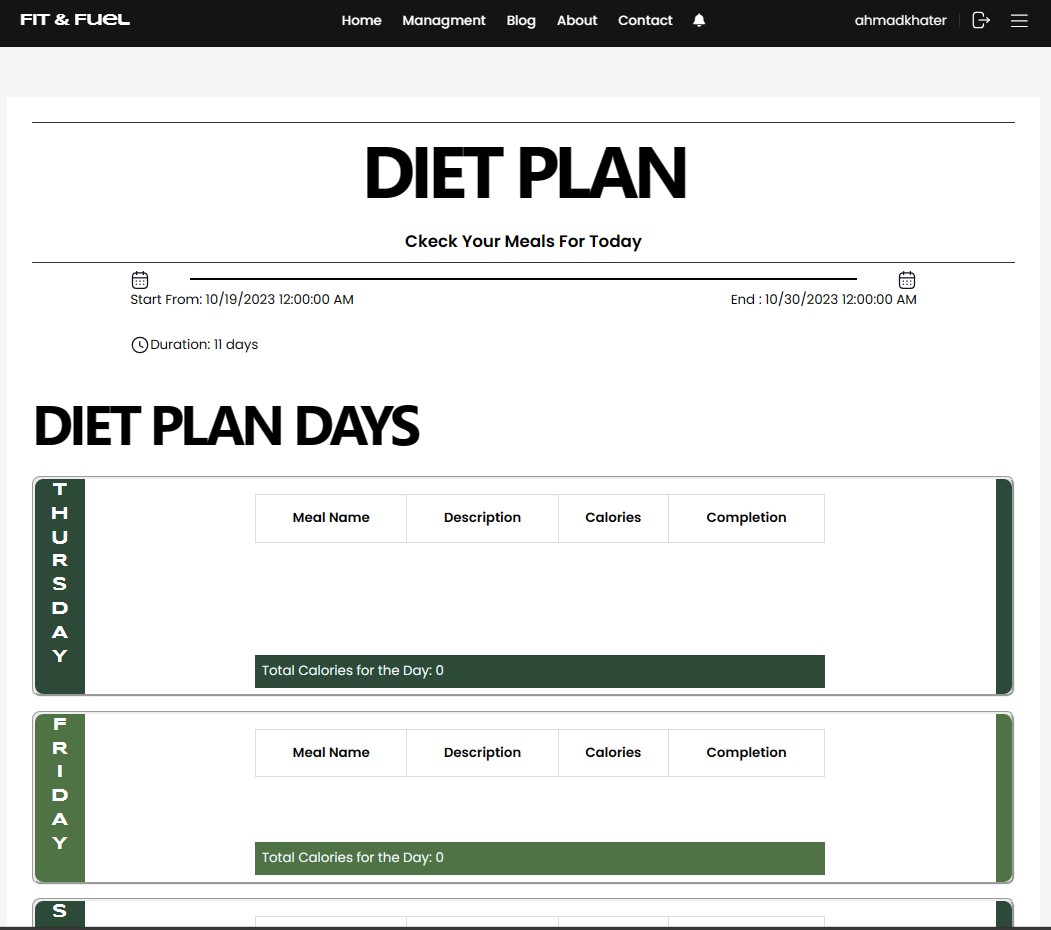 FIT & FUEL Home Managment Blog About Contact ahmadkhater
DIET PLAN
Ckeck Your Meals For Today
Start From: 10/19/2023 12:00:00 AM End : 10/30/2023 12:00:00 AM
Duration: 11 days
DIET PLAN DAYS
THURSDAY
Meal Name Description Calories Completion
Total Calories for the Day: 0
FRIDAY
Meal Name Description Calories Completion
Total Calories for the Day: 0
S